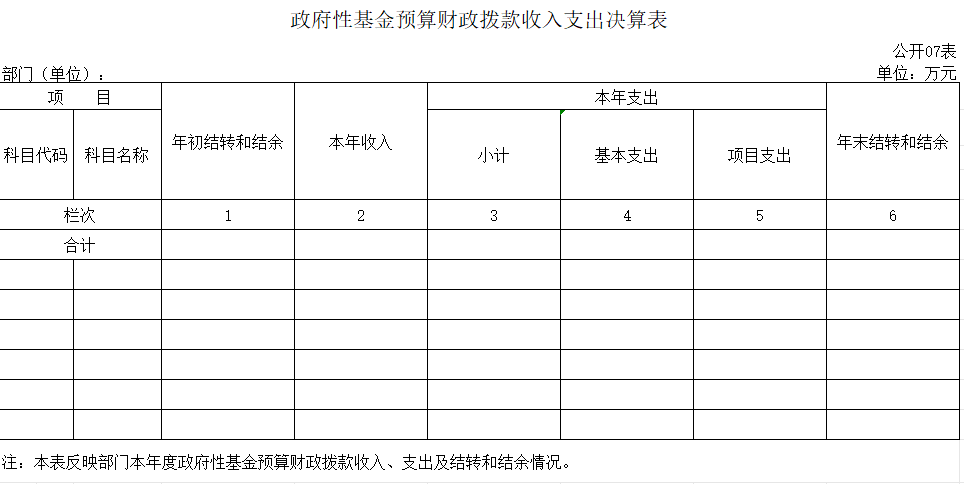 政府性基金预算财政拨款收入支出决算表
公开07表
部门（单位）：
单位：万元
项 目
年初结转和结余
本年收入
本年支出
年末结转和结余
科目代码
科目名称
小计
基本支出
项目支出
栏次 1 2 3 4 5 6
合计
注：本表反映部门本年度政府性基金预算财政拨款收入、支出及结转和结余情况。